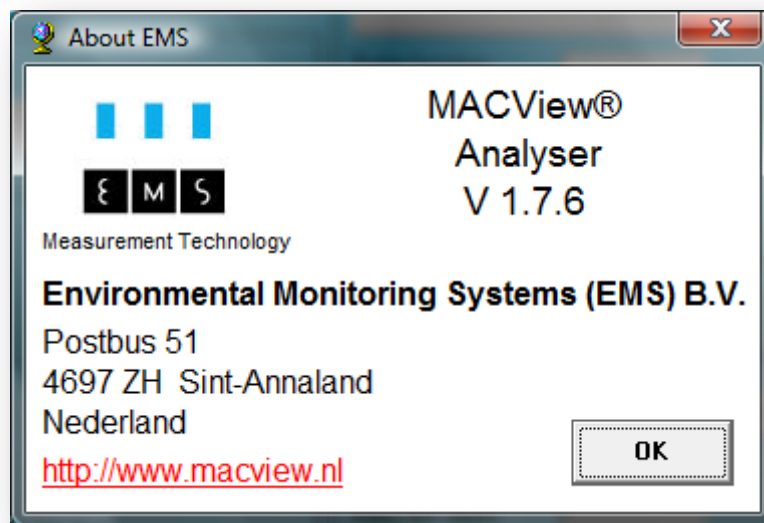 About EMS
X
MACView®
Analyser
V 1.7.6
EMS
Measurement Technology
Environmental Monitoring Systems (EMS) B.V.
Postbus 51
4697 ZH Sint-Annaland
Nederland
http://www.macview.nl
OK